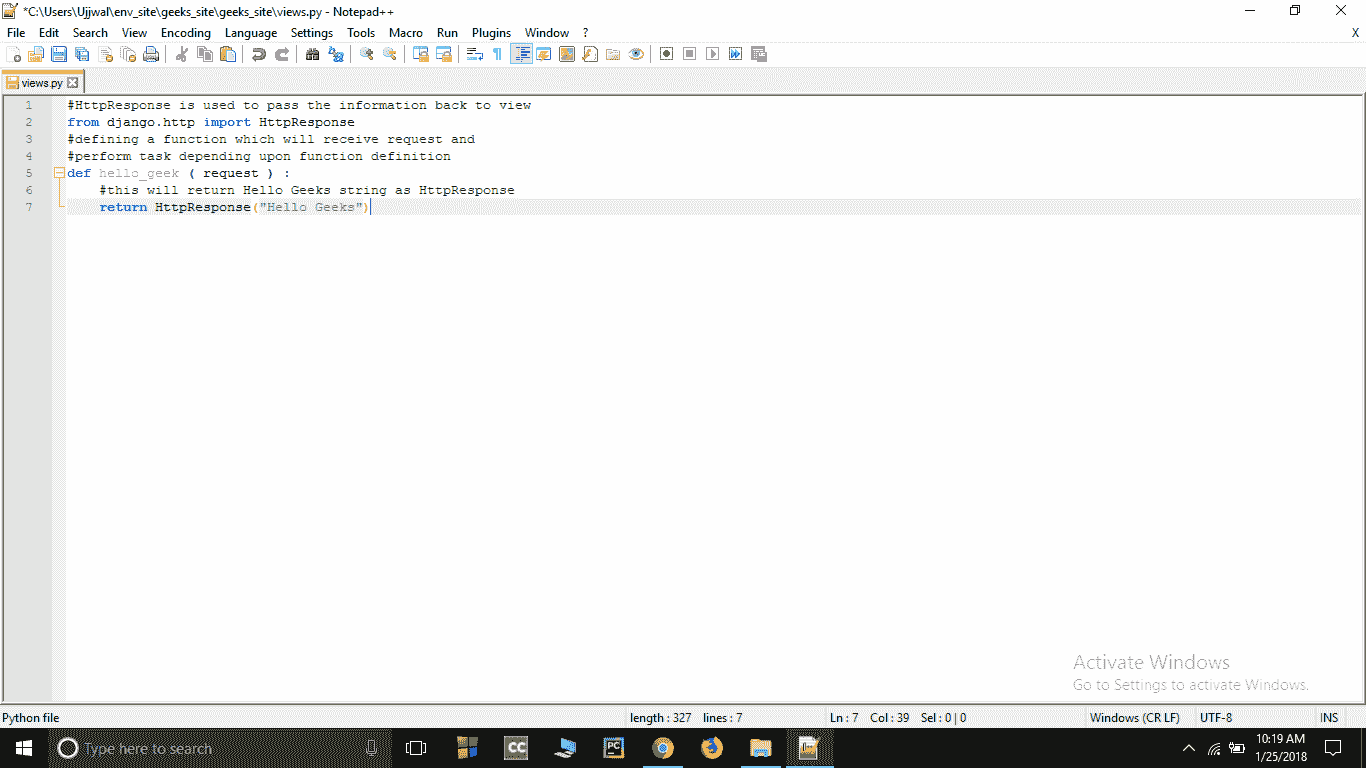 *C:\Users\Ujjwal\env_site\geeks_site\geeks_site\views.py - Notepad++
File Edit Search View Encoding Language Settings Tools Macro Run Plugins Window ? X
views.py
1 #HttpResponse is used to pass the information back to view
2 from django.http import HttpResponse
3 #defining a function which will receive request and
4 #perform task depending upon function definition
5 def hello_geek ( request ) :
6 #this will return Hello Geeks string as HttpResponse
7 return HttpResponse("Hello Geeks")
Activate Windows
Go to Settings to activate Windows.
Python file length : 327 lines : 7 Ln : 7 Col : 39 Sel : 0 | 0 Windows (CR LF) UTF-8 INS
Type here to search CC PC 10:19 AM
1/25/2018